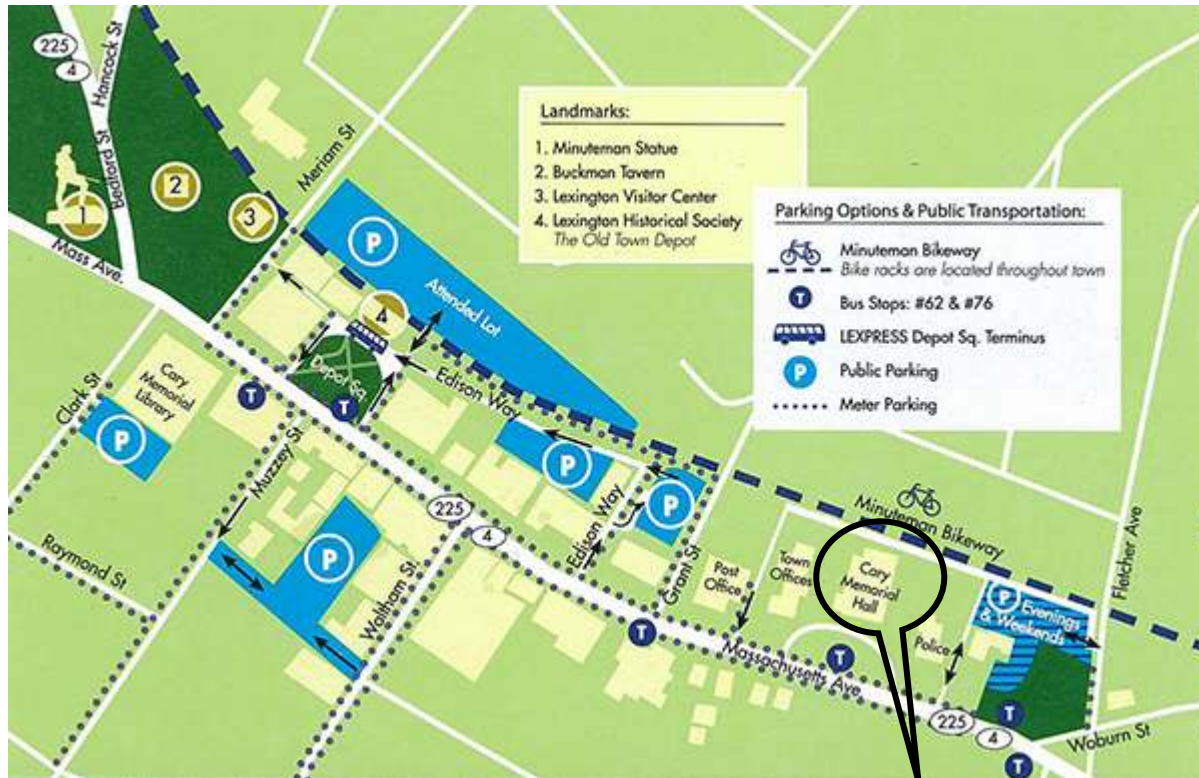 225
4
Bedford St
Hancock St
Meriam St
1
2
3
Mass Ave.
Landmarks:
1. Minuteman Statue
2. Buckman Tavern
3. Lexington Visitor Center
4. Lexington Historical Society
The Old Town Depot
Parking Options & Public Transportation:
Minuteman Bikeway
Bike racks are located throughout town
T
Bus Stops: #62 & #76
LEXPRESS Depot Sq. Terminus
P
Public Parking
Meter Parking
P
Attended Lot
4
Depot Sq.
Edison Way
Clark St
Cary
Memorial
Library
P
T
T
Muzzey St
P
Raymond St
Waltham St
225
4
P
Edison Way
P
Grant St
Post
Office
Town
Offices
Cary
Memorial
Hall
Minuteman Bikeway
Fletcher Ave
P
Evenings
& Weekends
Police
T
T
Massachusetts Ave
225
4
T
T
Woburn St